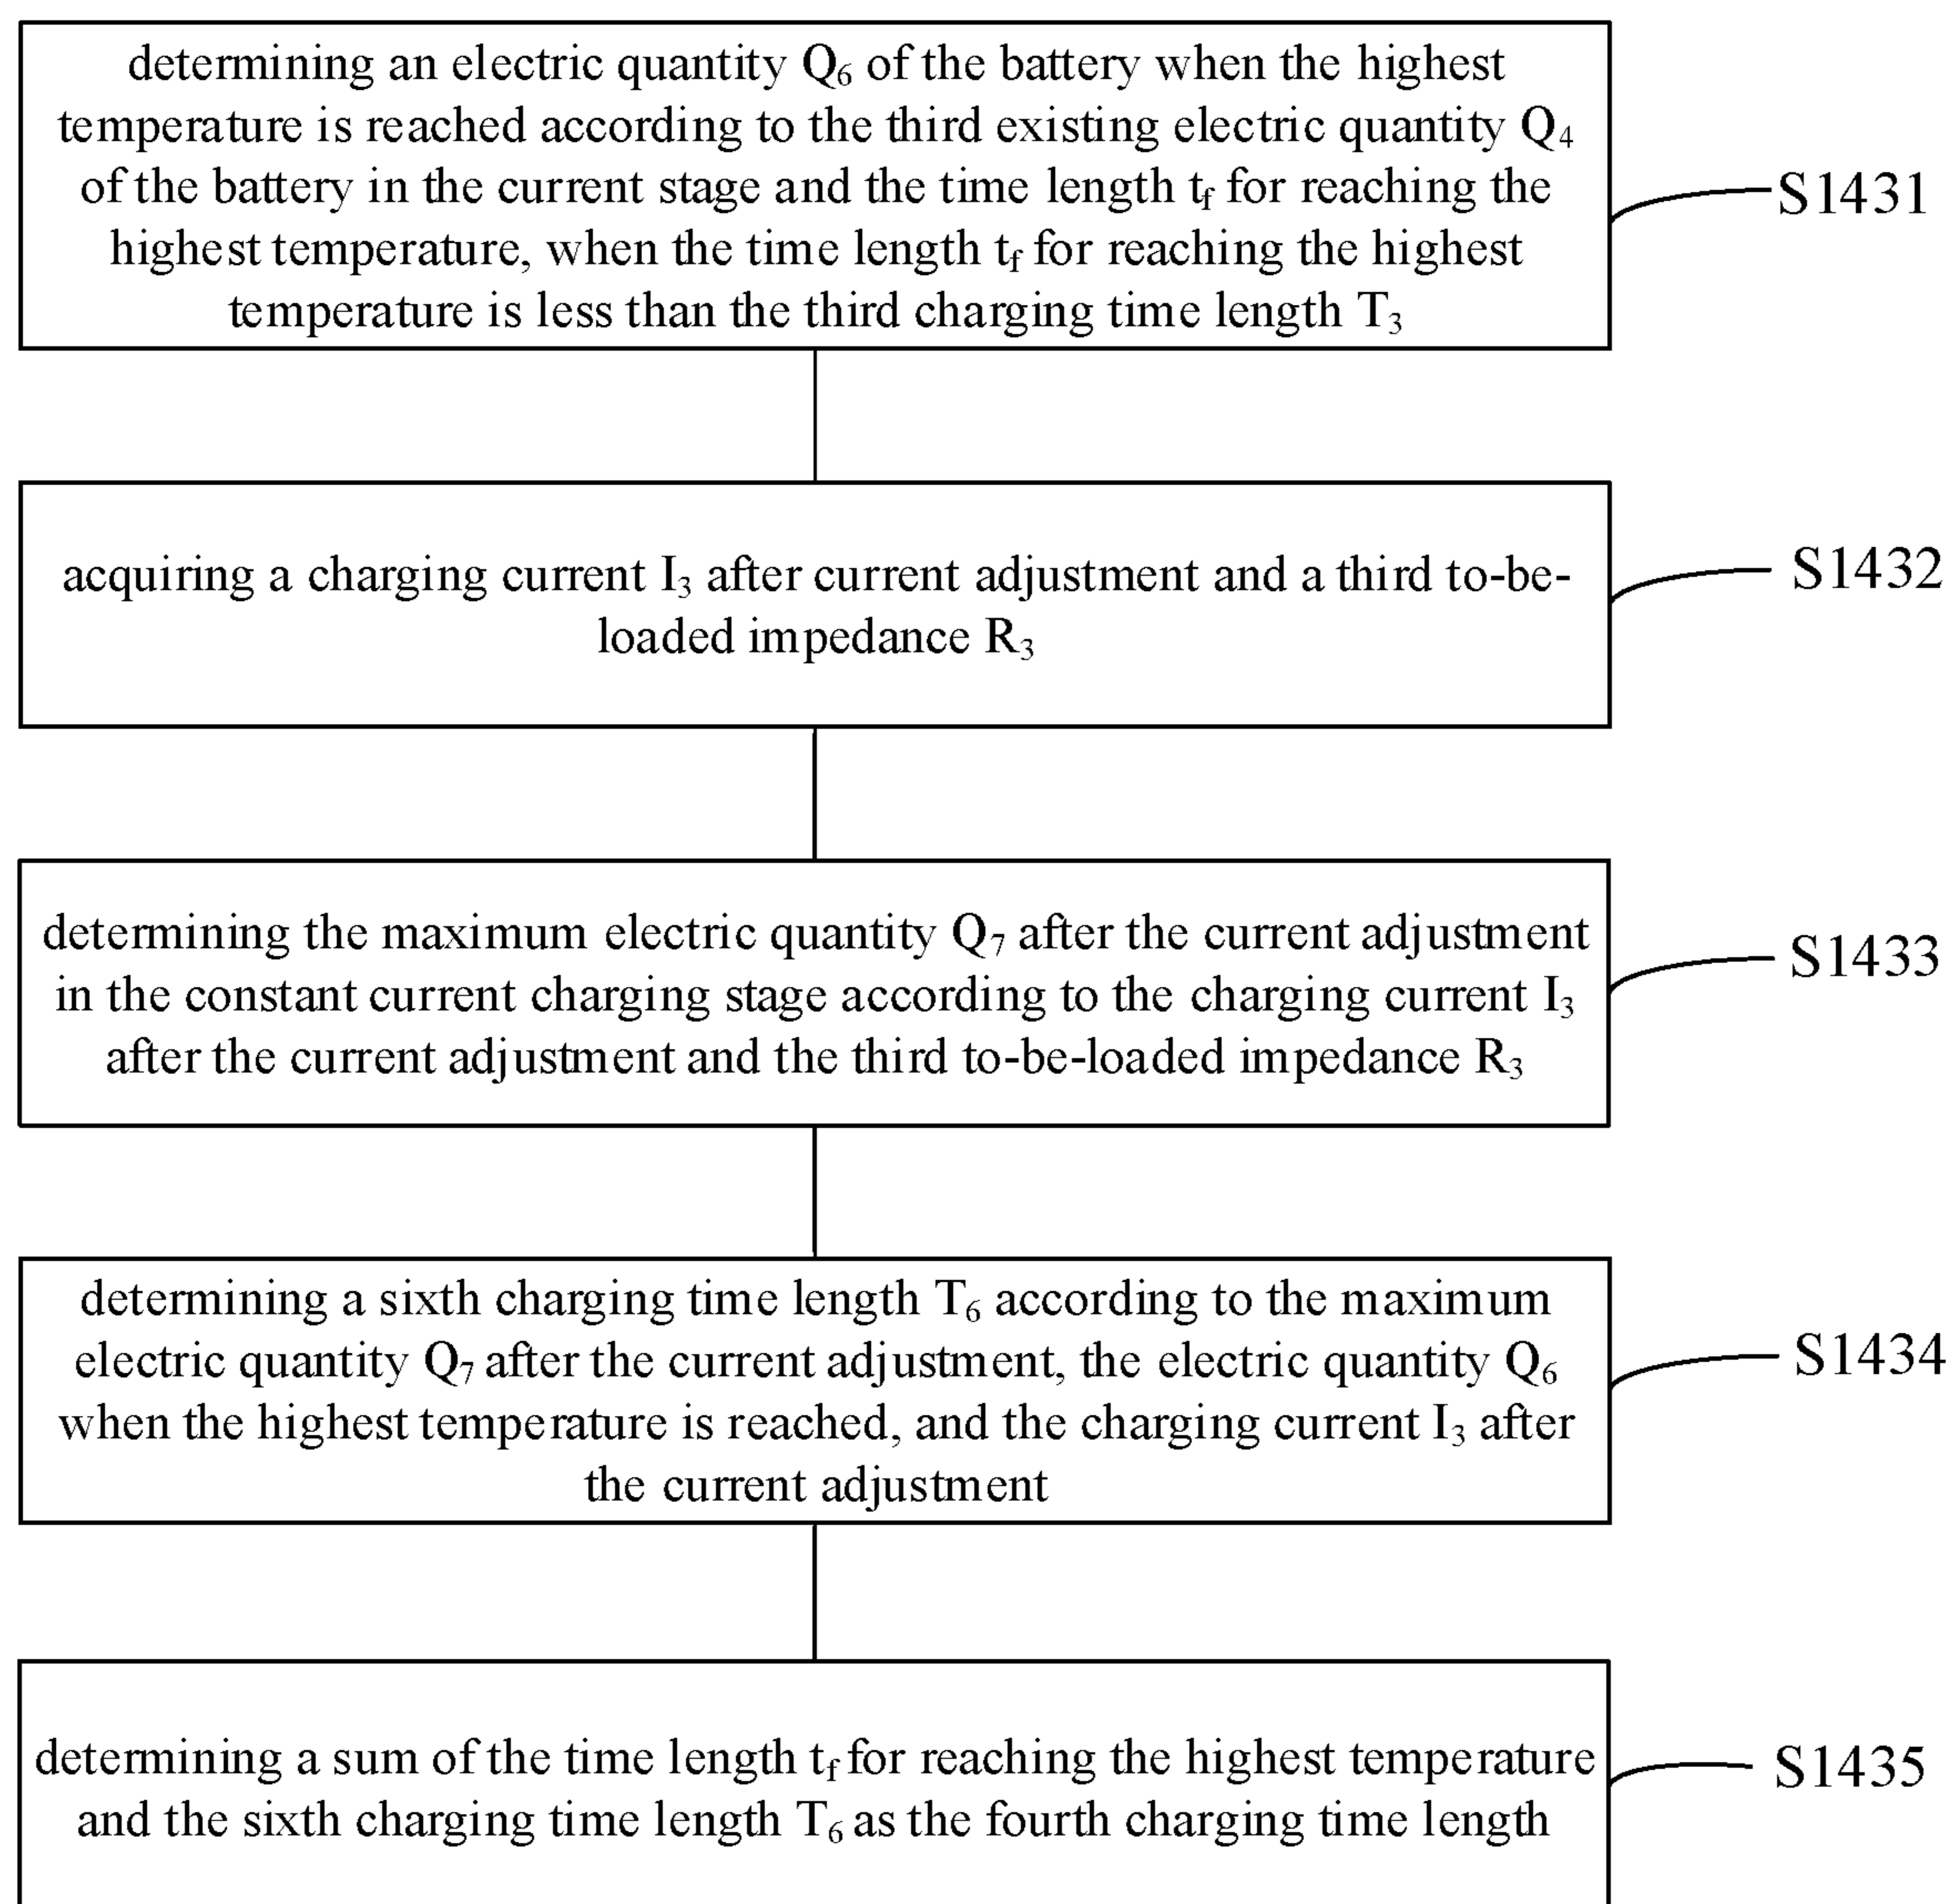 determining an electric quantity Q₆ of the battery when the highest
temperature is reached according to the third existing electric quantity Q₄
of the battery in the current stage and the time length t_f for reaching the
highest temperature, when the time length t_f for reaching the highest
temperature is less than the third charging time length T₃
S1431
acquiring a charging current I₃ after current adjustment and a third to-be-
loaded impedance R₃
S1432
determining the maximum electric quantity Q₇ after the current adjustment
in the constant current charging stage according to the charging current I₃
after the current adjustment and the third to-be-loaded impedance R₃
S1433
determining a sixth charging time length T₆ according to the maximum
electric quantity Q₇ after the current adjustment, the electric quantity Q₆
when the highest temperature is reached, and the charging current I₃ after
the current adjustment
S1434
determining a sum of the time length t_f for reaching the highest temperature
and the sixth charging time length T₆ as the fourth charging time length
S1435